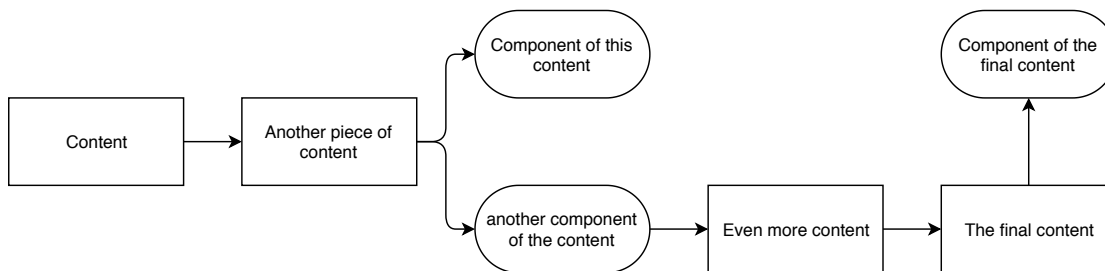 Content
Another piece of
content
Component of this
content
another component
of the content
Even more content
The final content
Component of the
final content